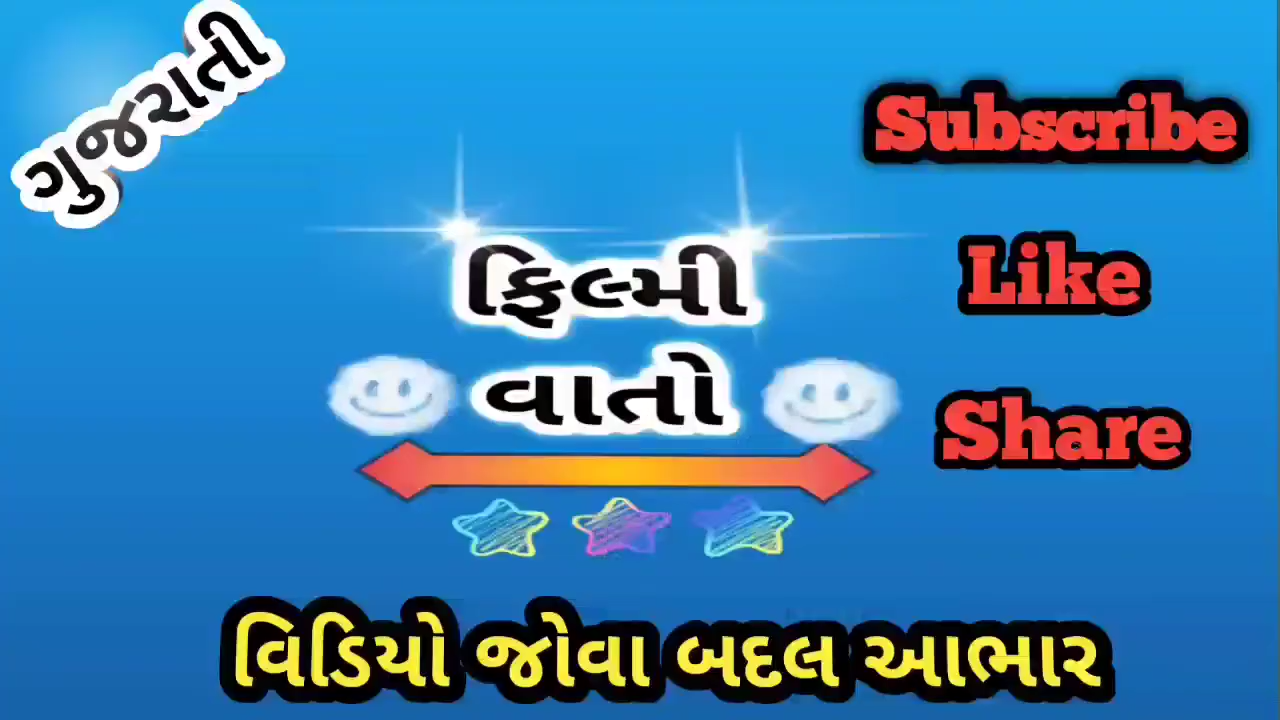 ગુજરાતી
Subscribe
ફિલ્મી
Like
વાતો
Share
વિડિયો જોવા બદલ આભાર